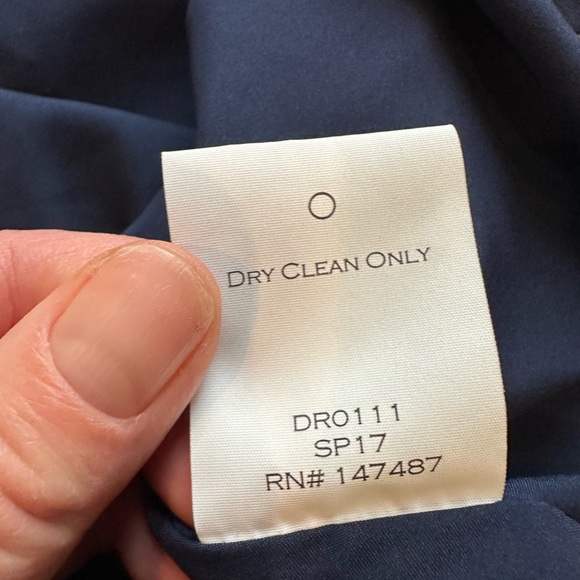 Dry Clean Only
DR0111
SP17
RN# 147487